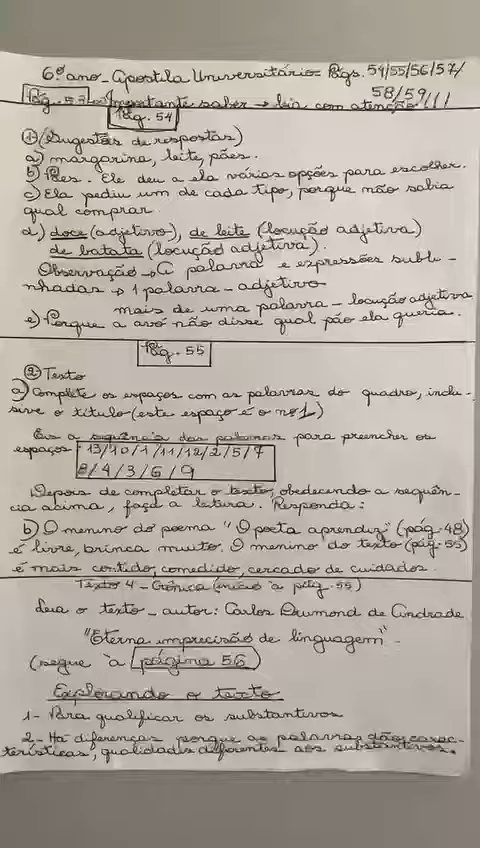 6º ano - Apostila Universitário - Págs. 54/55/56/57/
58/59///
Pág. 53 - Importante saber → leia com atenção
Pág. 54
① (Sugestões de respostas)
a) margarina, leite, pães.
b) Pães. Ele deu a ela várias opções para escolher.
c) Ela pediu um de cada tipo, porque não sabia
qual comprar.
d) doce (adjetivo), de leite (locução adjetiva)
de batata (locução adjetiva).
Observação → A palavra e expressões subli-
nhadas → 1 palavra - adjetivo
mais de uma palavra - locução adjetiva
e) Porque a avó não disse qual pão ela queria.
Pág. 55
② Texto
a) Complete os espaços com as palavras do quadro, inclu-
sive o título (este espaço é o nº 1)
Eis a sequência das palavras para preencher os
espaços 13/10/1/11/12/2/5/7
8/4/3/6/9
Depois de completar o texto, obedecendo a sequên-
cia acima, faça a leitura. Responda:
b) O menino do poema "O poeta aprendiz" (pág. 48)
é livre, brinca muito. O menino do texto (pág. 55)
é mais contido, comedido, cercado de cuidados.
Texto 4 - Crônica (início à pág. 55)
Leia o texto - autor: Carlos Drumond de Andrade
"Eterna imprecisão de linguagem" -
(segue à página 56)
Explorando o texto
1 - Para qualificar os substantivos
2 - Há diferenças porque as palavras dão carac-
terísticas, qualidades diferentes aos substantivos.